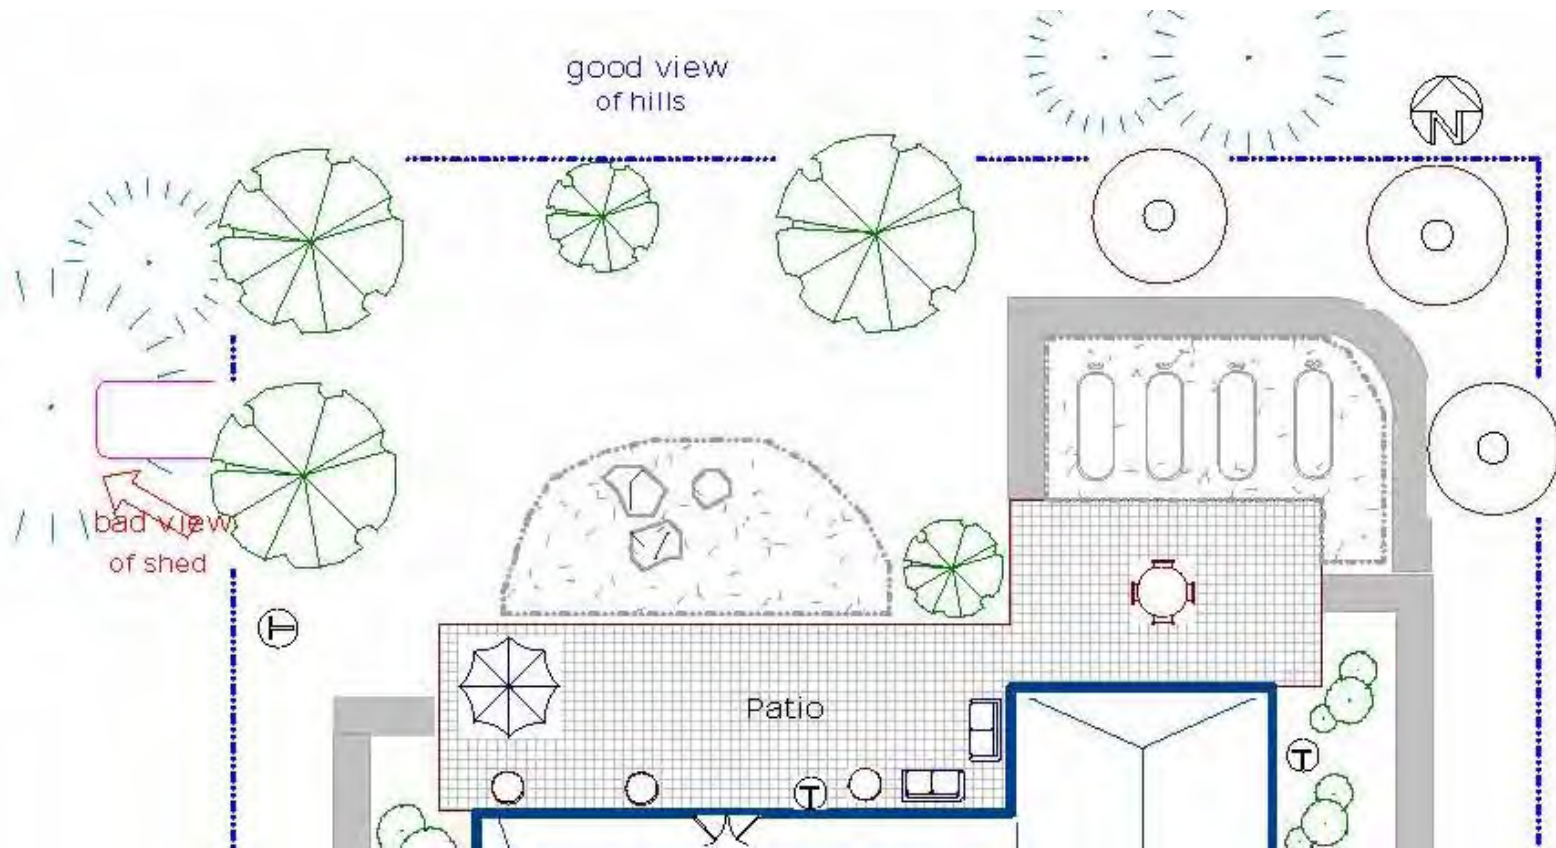 good view
of hills
N
bad view
of shed
T
Patio
T
T